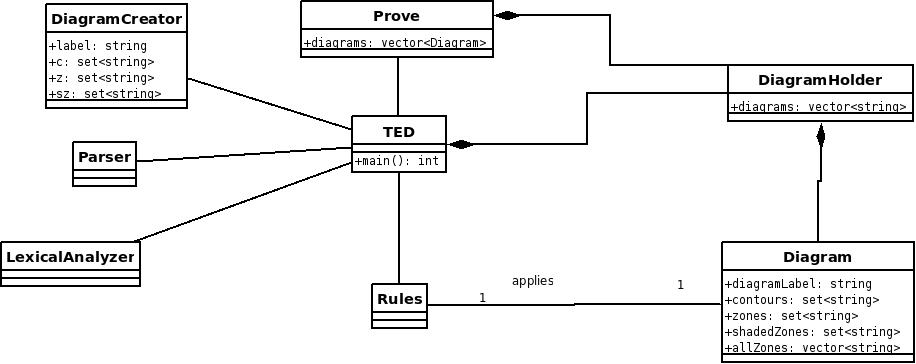 DiagramCreator
+label: string
+c: set<string>
+z: set<string>
+sz: set<string>
Prove
+diagrams: vector<Diagram>
DiagramHolder
+diagrams: vector<string>
TED
+main(): int
Parser
LexicalAnalyzer
Rules
1
applies
1
Diagram
+diagramLabel: string
+contours: set<string>
+zones: set<string>
+shadedZones: set<string>
+allZones: vector<string>